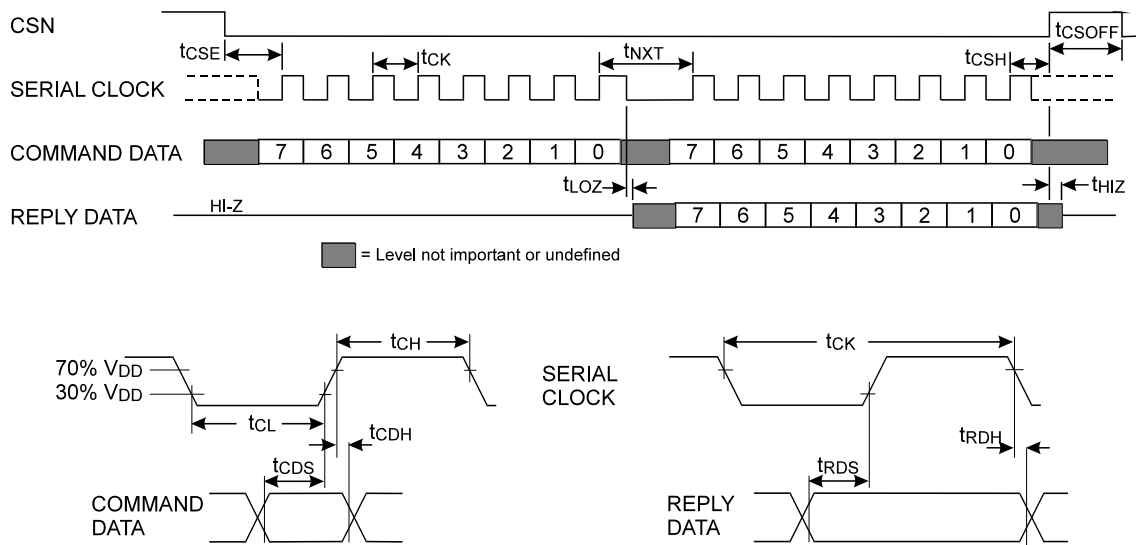 CSN
tCSE
tCK
tNXT
tCSH
tCSOFF
SERIAL CLOCK
COMMAND DATA
7 6 5 4 3 2 1 0 7 6 5 4 3 2 1 0
tLOZ
tHIZ
REPLY DATA
HI-Z
7 6 5 4 3 2 1 0
= Level not important or undefined
tCH
70% VDD
30% VDD
tCL
tCDH
tCDS
COMMAND
DATA
SERIAL
CLOCK
tCK
tRDH
tRDS
REPLY
DATA